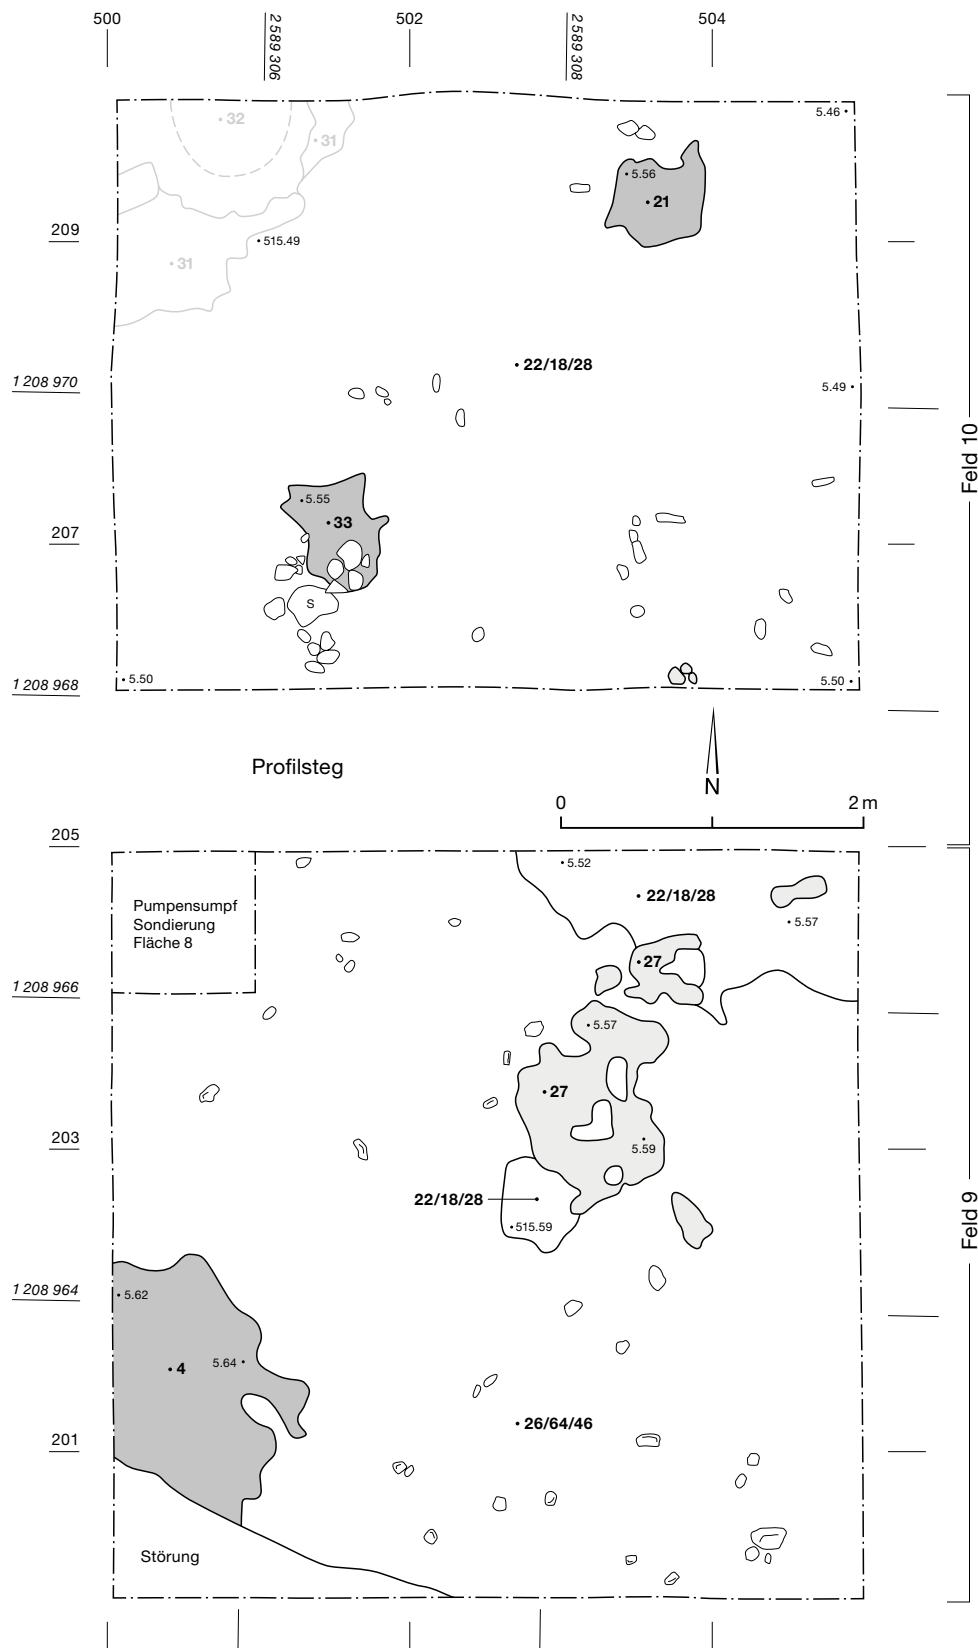 500
2 589 306
502
2 589 308
504
32
31
5.46
5.56
21
209
515.49
31
22/18/28
1 208 970
5.49
Feld 10
5.55
33
207
S
5.50
5.50
1 208 968
Profilsteg
N
0
2 m
205
5.52
22/18/28
Pumpensumpf
Sondierung
Fläche 8
5.57
27
1 208 966
5.57
27
203
5.59
22/18/28
515.59
Feld 9
1 208 964
5.62
5.64
4
26/64/46
201
Störung